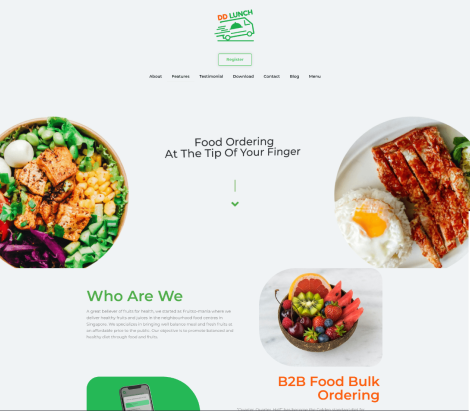 DD LUNCH
Register
About Features Testimonial Download Contact Blog Menu
Food Ordering
At The Tip Of Your Finger
Who Are We
A great believer of fruits for health, we started as Fruitas-Mania where we
deliver healthy fruits and juices in the neighbourhood food services in
Singapore. We specialises in bringing well balance meal and fresh fruits at
an affordable price to the public. Our objective is to promote balanced and
healthy diet through food and fruits.
B2B Food Bulk
Ordering